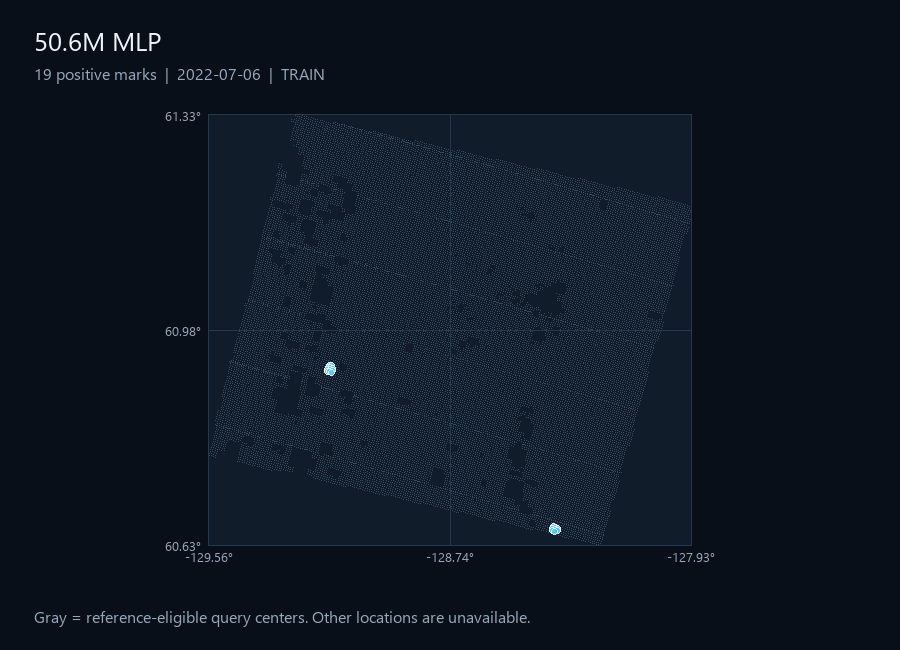 50.6M MLP
19 positive marks | 2022-07-06 | TRAIN
61.33°
60.98°
60.63°
-129.56°
-128.74°
-127.93°
Gray = reference-eligible query centers. Other locations are unavailable.